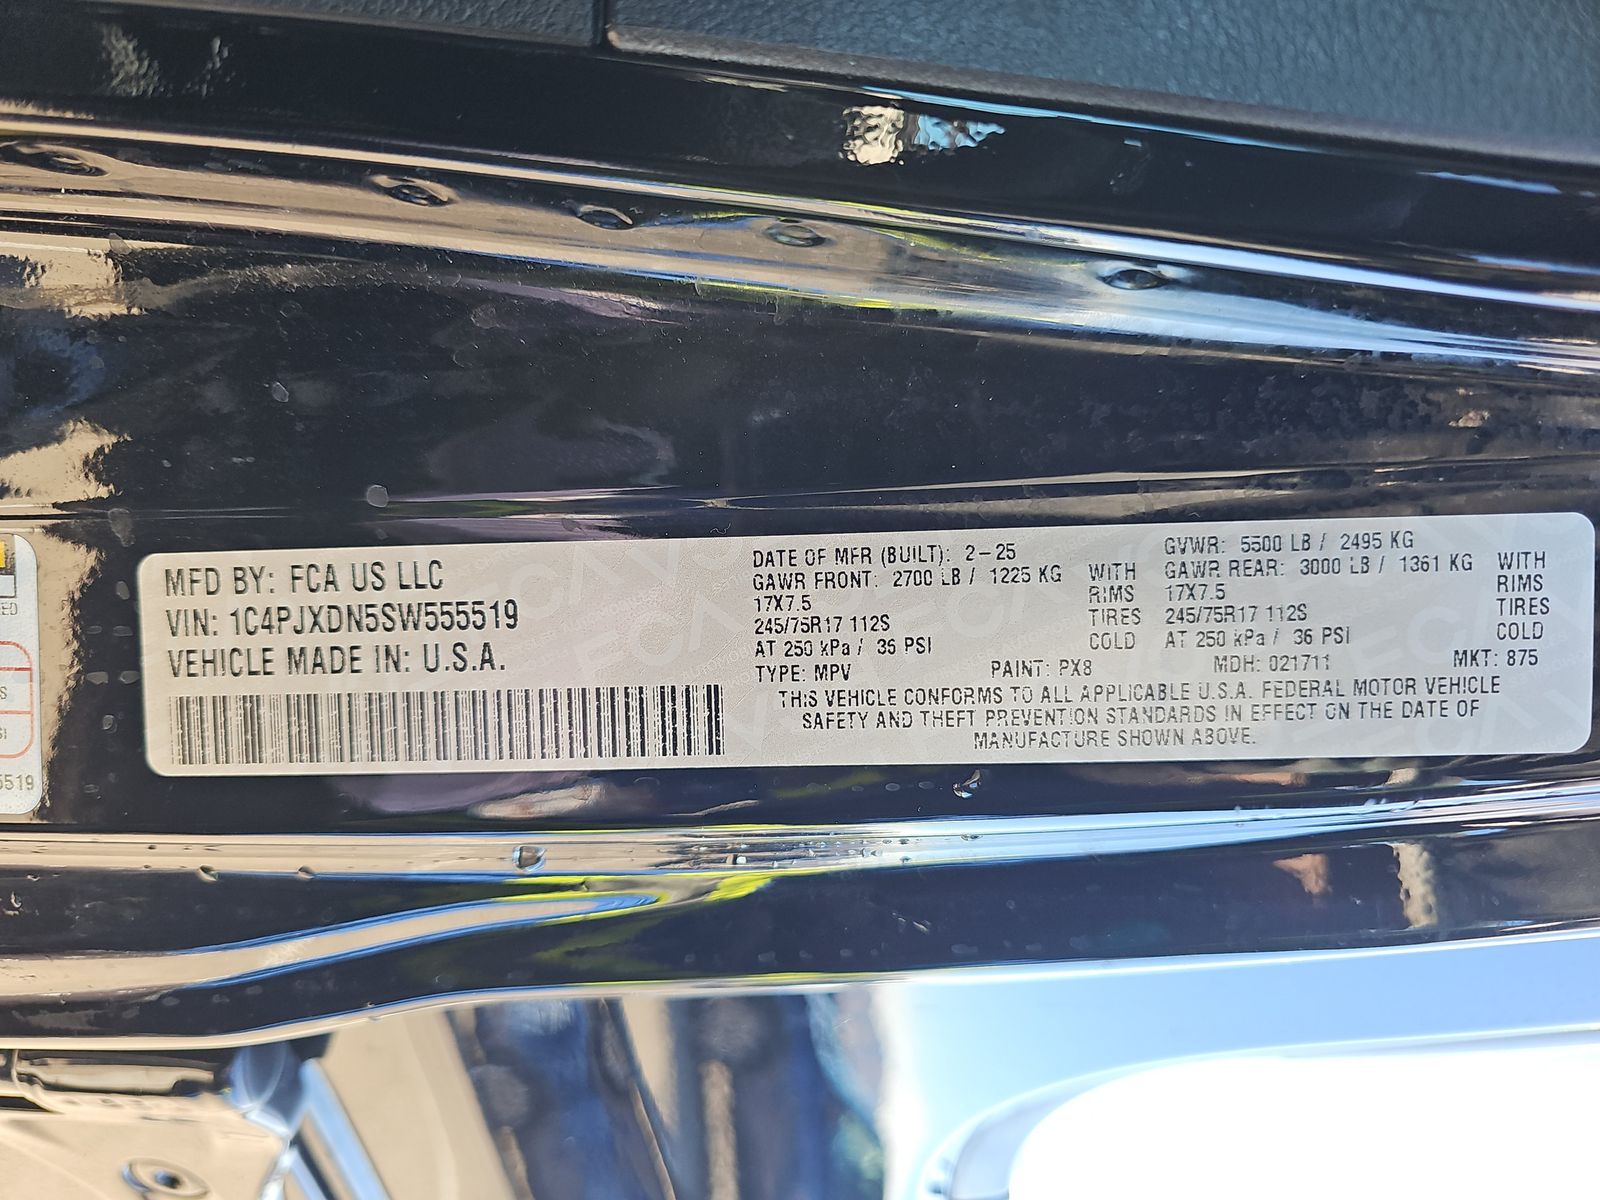 MFD BY: FCA US LLC
VIN: 1C4PJXDN5SW555519
VEHICLE MADE IN: U.S.A.
DATE OF MFR (BUILT): 2-25
GAWR FRONT: 2700 LB / 1225 KG WITH
17X7.5 RIMS
245/75R17 112S TIRES
AT 250 kPa / 36 PSI COLD
GVWR: 5500 LB / 2495 KG
GAWR REAR: 3000 LB / 1361 KG WITH
17X7.5 RIMS
245/75R17 112S TIRES
AT 250 kPa / 36 PSI COLD
TYPE: MPV PAINT: PX8 MDH: 021711 MKT: 875
THIS VEHICLE CONFORMS TO ALL APPLICABLE U.S.A. FEDERAL MOTOR VEHICLE
SAFETY AND THEFT PREVENTION STANDARDS IN EFFECT ON THE DATE OF
MANUFACTURE SHOWN ABOVE.
5519